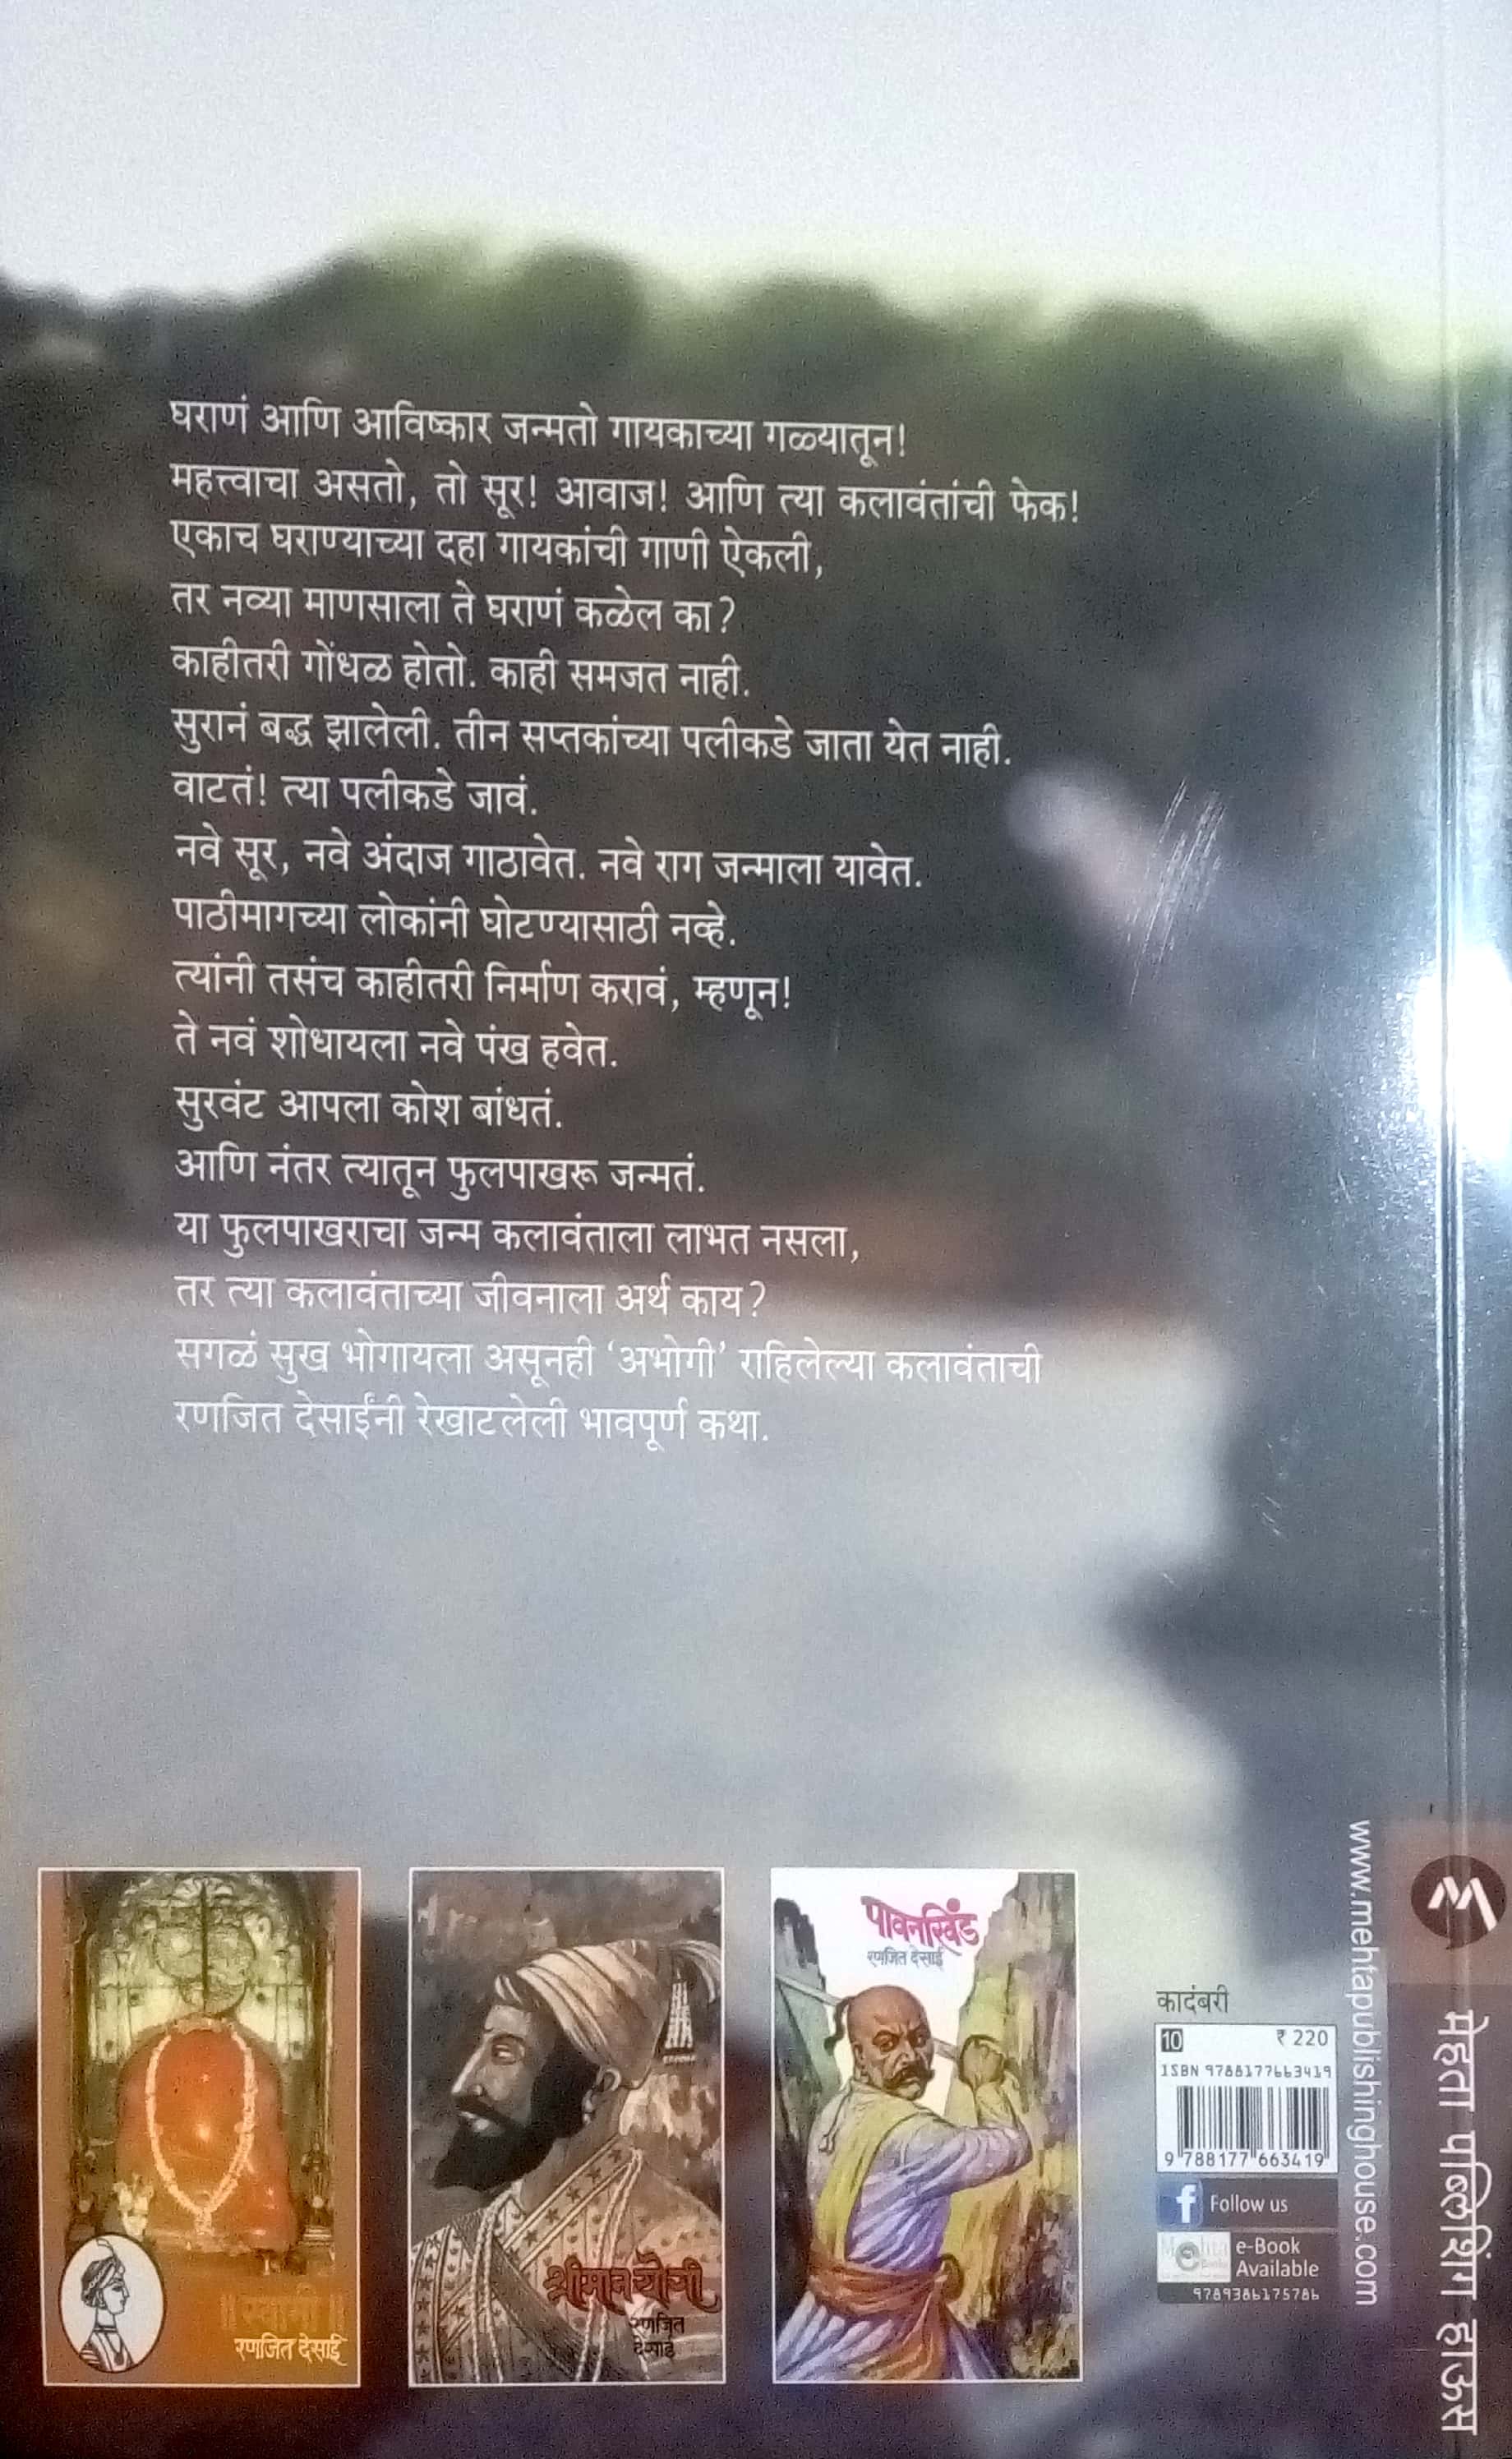 घराणं आणि आविष्कार जन्मतो गायकाच्या गळ्यातून!
महत्त्वाचा असतो, तो सूर! आवाज! आणि त्या कलावंतांची फेक!
एकाच घराण्याच्या दहा गायकांची गाणी ऐकली,
तर नव्या माणसाला ते घराणं कळेल का?
काहीतरी गोंधळ होतो. काही समजत नाही.
सुरानं बद्ध झालेली. तीन सप्तकांच्या पलीकडे जाता येत नाही.
वाटतं! त्या पलीकडे जावं.
नवे सूर, नवे अंदाज गाठावेत. नवे राग जन्माला यावेत.
पाठीमागच्या लोकांनी घोटण्यासाठी नव्हे.
त्यांनी तसंच काहीतरी निर्माण करावं, म्हणून!
ते नवं शोधायला नवे पंख हवेत.
सुरवंट आपला कोश बांधतं.
आणि नंतर त्यातून फुलपाखरू जन्मतं.
या फुलपाखराचा जन्म कलावंताला लाभत नसला,
तर त्या कलावंताच्या जीवनाला अर्थ काय?
सगळं सुख भोगायला असूनही ‘अभोगी’ राहिलेल्या कलावंताची
रणजित देसाईंनी रेखाटलेली भावपूर्ण कथा.
॥ स्वामी ॥
रणजित देसाई
श्रीमान योगी
रणजित
देसाई
पावनखिंड
रणजित देसाई
कादंबरी
10 ₹ 220
ISBN 9788177663419
9 788177 663419
f Follow us
Mehta
e-Book
Available
9789386175786
www.mehtapublishinghouse.com
मेहता पब्लिशिंग हाऊस